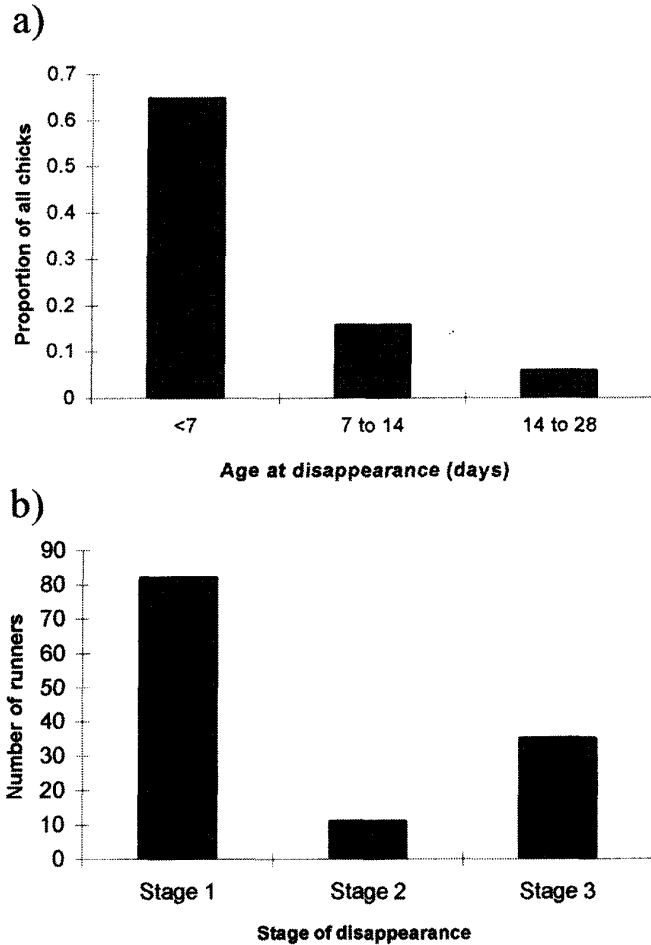 a)
Proportion of all chicks
0.7
0.6
0.5
0.4
0.3
0.2
0.1
0
<7
7 to 14
14 to 28
Age at disappearance (days)
b)
Number of runners
90
80
70
60
50
40
30
20
10
0
Stage 1
Stage 2
Stage 3
Stage of disappearance